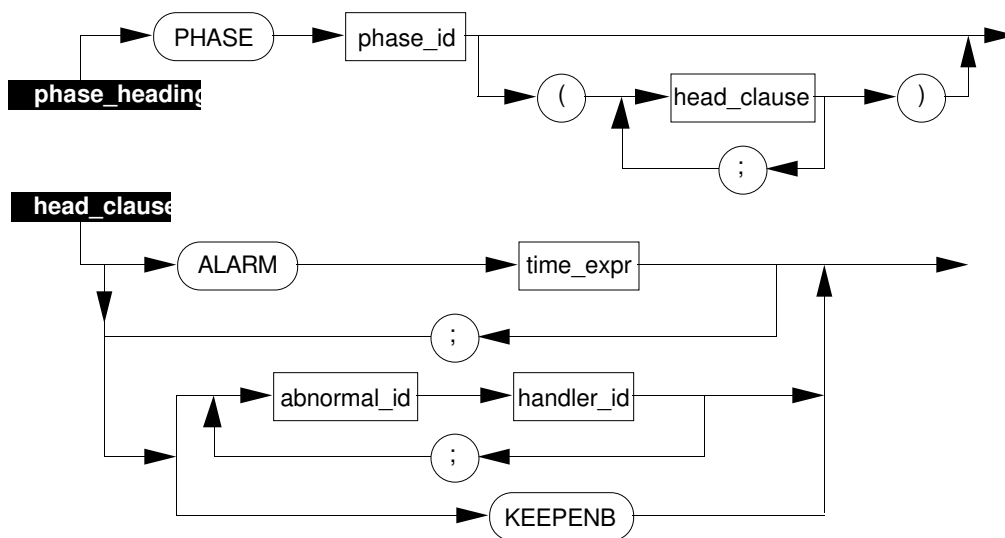 PHASE phase_id
phase_heading
( head_clause )
;
head_clause
ALARM time_expr
;
abnormal_id handler_id
;
KEEPENB